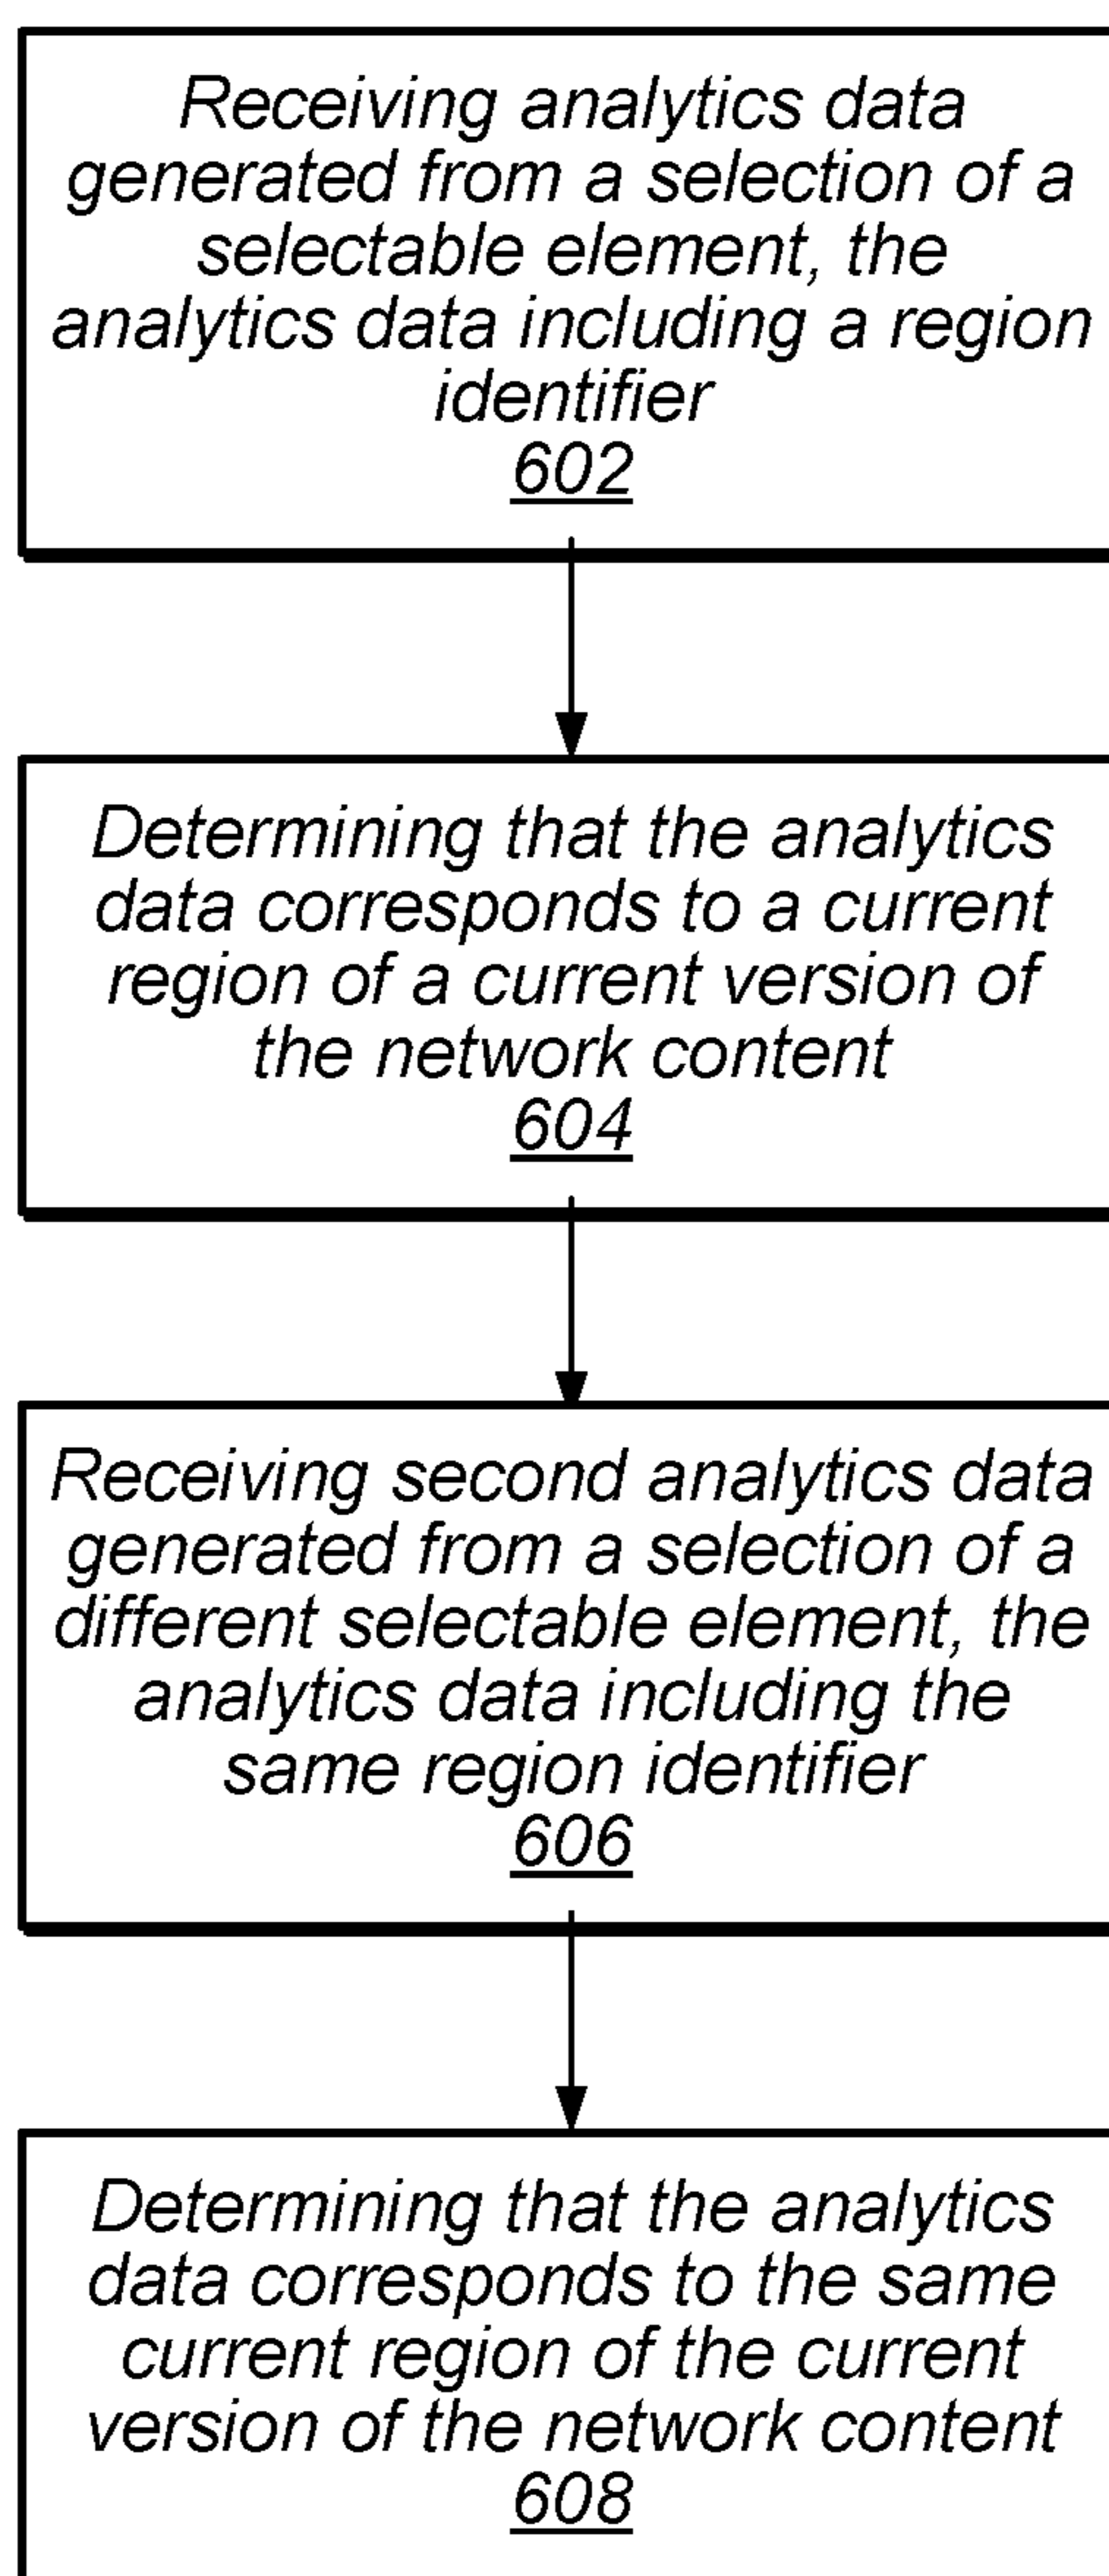 Receiving analytics data
generated from a selection of a
selectable element, the
analytics data including a region
identifier
602
Determining that the analytics
data corresponds to a current
region of a current version of
the network content
604
Receiving second analytics data
generated from a selection of a
different selectable element, the
analytics data including the
same region identifier
606
Determining that the analytics
data corresponds to the same
current region of the current
version of the network content
608